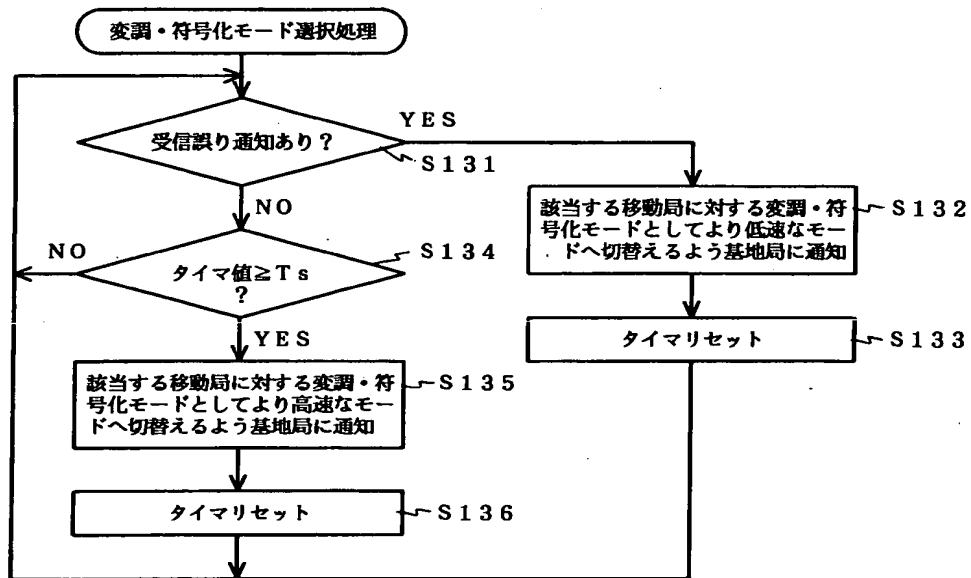 変調・符号化モード選択処理
受信誤り通知あり？
YES
S131
NO
該当する移動局に対する変調・符
号化モードとしてより低速なモー
ドへ切替えるよう基地局に通知
S132
タイマ値≧Ts
？
NO
S134
YES
タイマリセット
S133
該当する移動局に対する変調・符
号化モードとしてより高速なモー
ドへ切替えるよう基地局に通知
S135
タイマリセット
S136